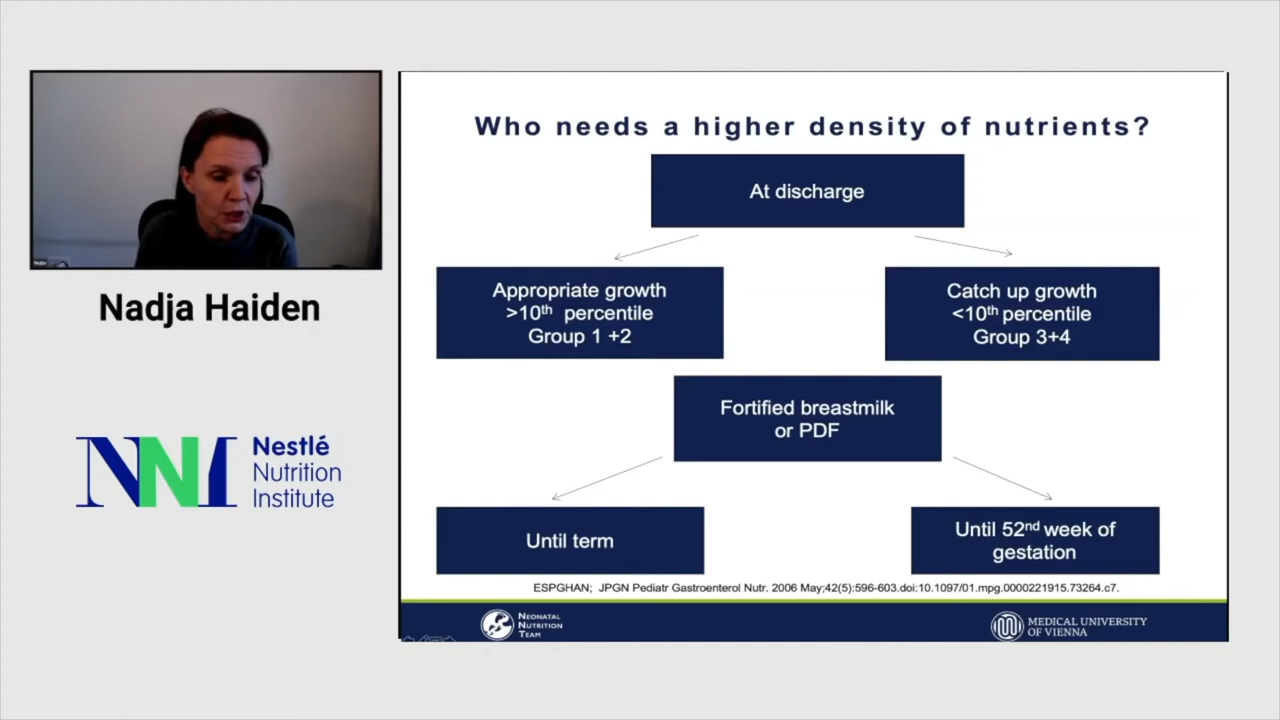 Who needs a higher density of nutrients?
At discharge
Appropriate growth
>10th percentile
Group 1 +2
Catch up growth
<10th percentile
Group 3+4
Fortified breastmilk
or PDF
Until term
Until 52nd week of
gestation
ESPGHAN; JPGN Pediatr Gastroenterol Nutr. 2006 May;42(5):596-603.doi:10.1097/01.mpg.0000221915.73264.c7.
NEONATAL
NUTRITION
TEAM
MEDICAL UNIVERSITY
OF VIENNA
Nadja Haiden
NNI
Nestlé
Nutrition
Institute